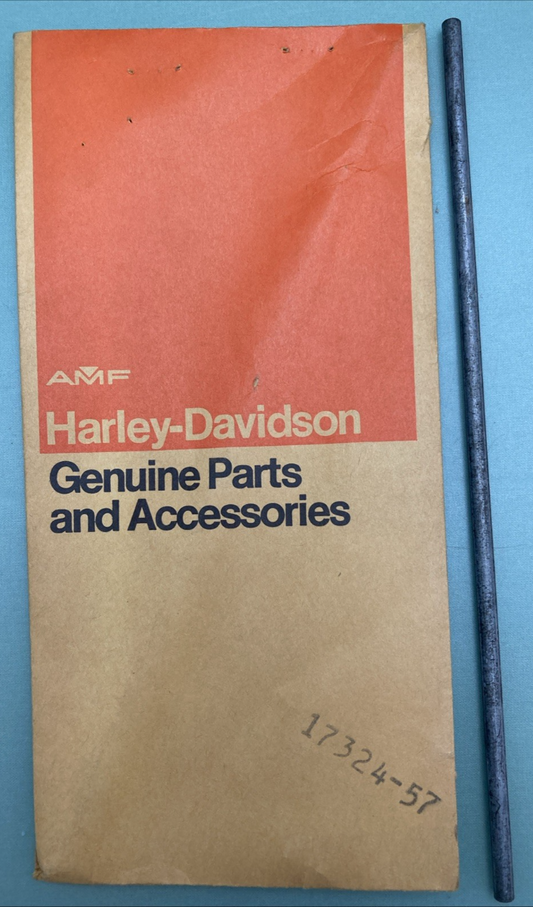 AMF
Harley-Davidson
Genuine Parts
and Accessories
17324-57